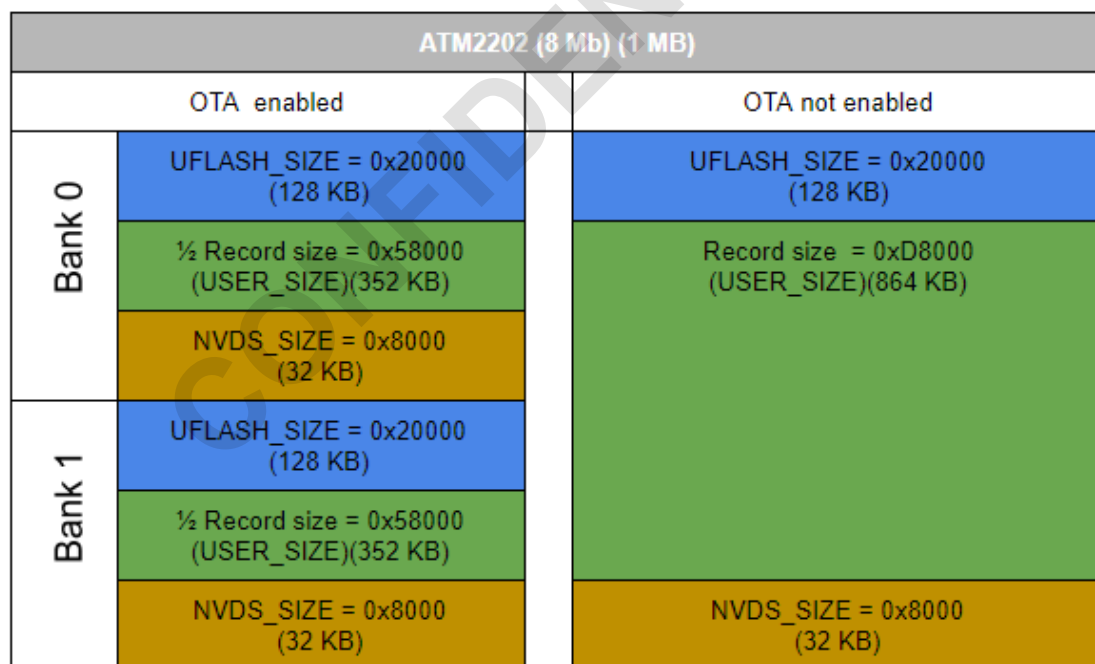 ATM2202 (8 Mb) (1 MB)
OTA  enabled
OTA not enabled
Bank 0
UFLASH_SIZE = 0x20000
(128 KB)
½ Record size = 0x58000
(USER_SIZE)(352 KB)
NVDS_SIZE = 0x8000
(32 KB)
Bank 1
UFLASH_SIZE = 0x20000
(128 KB)
½ Record size = 0x58000
(USER_SIZE)(352 KB)
NVDS_SIZE = 0x8000
(32 KB)
UFLASH_SIZE = 0x20000
(128 KB)
Record size  = 0xD8000
(USER_SIZE)(864 KB)
NVDS_SIZE = 0x8000
(32 KB)
CONFIDEN